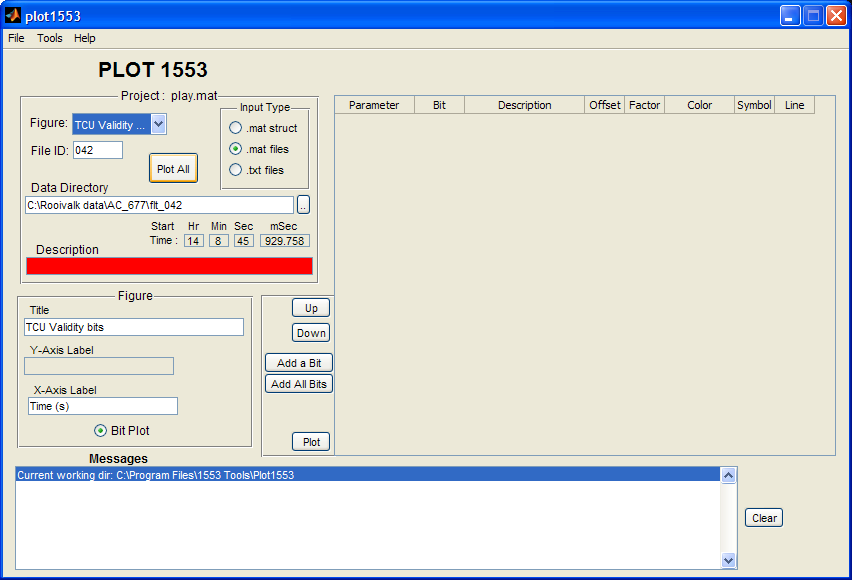 plot1553
File Tools Help
PLOT 1553
Project : play.mat
Figure: TCU Validity ...
File ID: 042
Plot All
Input Type
.mat struct
.mat files
.txt files
Data Directory
C:\Rooivalk data\AC_677\flt_042
..
Start Hr Min Sec mSec
Time : 14 8 45 929.758
Description
Parameter Bit Description Offset Factor Color Symbol Line
Figure
Title
TCU Validity bits
Y-Axis Label
X-Axis Label
Time (s)
Bit Plot
Up
Down
Add a Bit
Add All Bits
Plot
Messages
Current working dir: C:\Program Files\1553 Tools\Plot1553
Clear